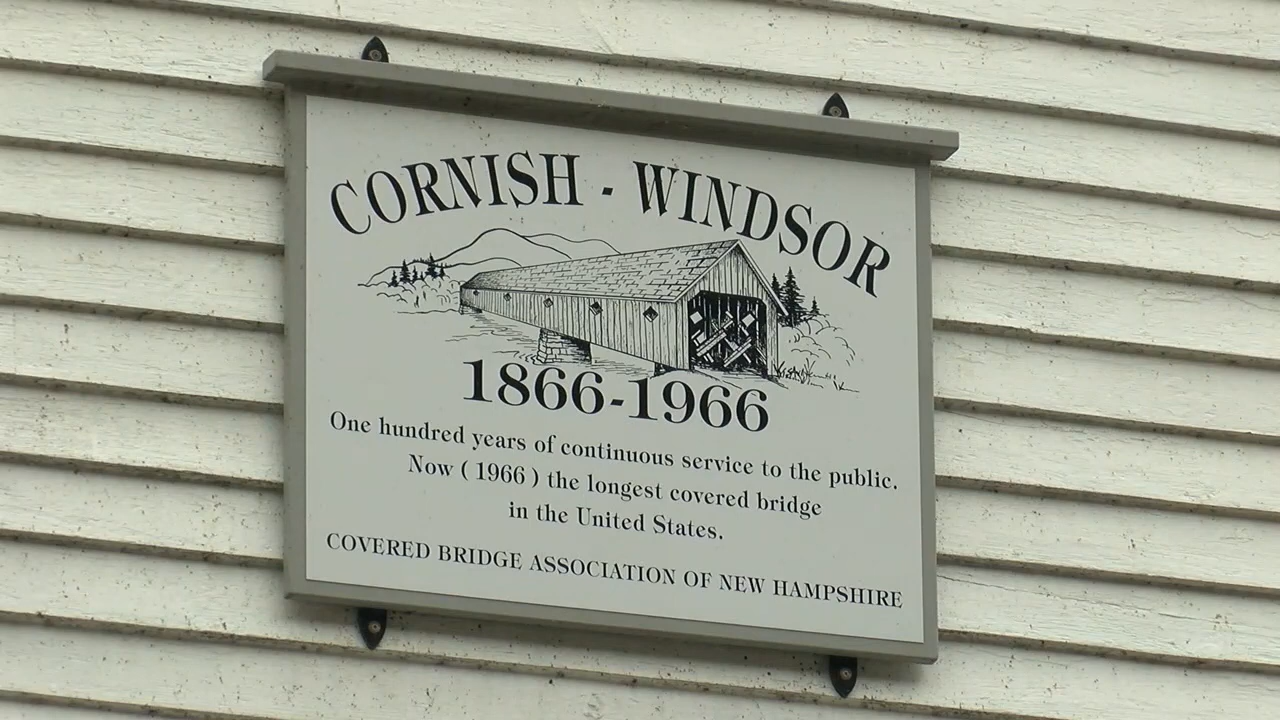 CORNISH - WINDSOR
1866-1966
One hundred years of continuous service to the public.
Now ( 1966 ) the longest covered bridge
in the United States.
COVERED BRIDGE ASSOCIATION OF NEW HAMPSHIRE